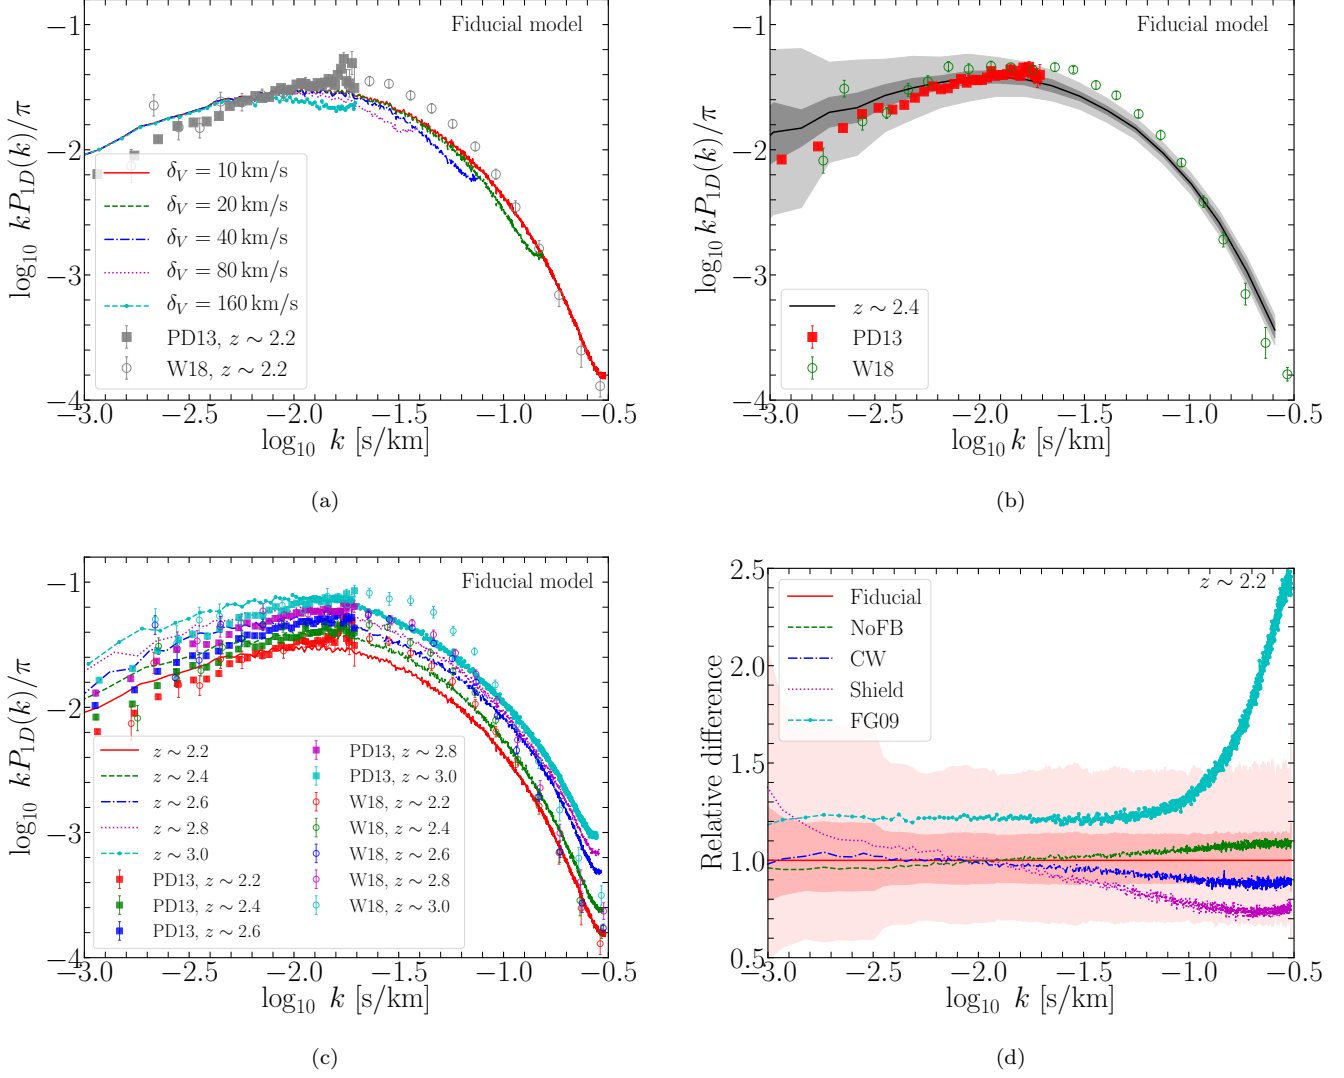 Fiducial model
−1
−2
−3
−4
log₁₀ kP₁D(k)/π
δV = 10 km/s
δV = 20 km/s
δV = 40 km/s
δV = 80 km/s
δV = 160 km/s
PD13, z ∼ 2.2
W18, z ∼ 2.2
−3.0 −2.5 −2.0 −1.5 −1.0 −0.5
log₁₀ k [s/km]
(a)
Fiducial model
−1
−2
−3
−4
log₁₀ kP₁D(k)/π
z ∼ 2.4
PD13
W18
−3.0 −2.5 −2.0 −1.5 −1.0 −0.5
log₁₀ k [s/km]
(b)
Fiducial model
−1
−2
−3
−4
log₁₀ kP₁D(k)/π
z ∼ 2.2
z ∼ 2.4
z ∼ 2.6
z ∼ 2.8
z ∼ 3.0
PD13, z ∼ 2.2
PD13, z ∼ 2.4
PD13, z ∼ 2.6
PD13, z ∼ 2.8
PD13, z ∼ 3.0
W18, z ∼ 2.2
W18, z ∼ 2.4
W18, z ∼ 2.6
W18, z ∼ 2.8
W18, z ∼ 3.0
−3.0 −2.5 −2.0 −1.5 −1.0 −0.5
log₁₀ k [s/km]
(c)
z ∼ 2.2
2.5
2.0
1.5
1.0
0.5
Relative difference
Fiducial
NoFB
CW
Shield
FG09
−3.0 −2.5 −2.0 −1.5 −1.0 −0.5
log₁₀ k [s/km]
(d)